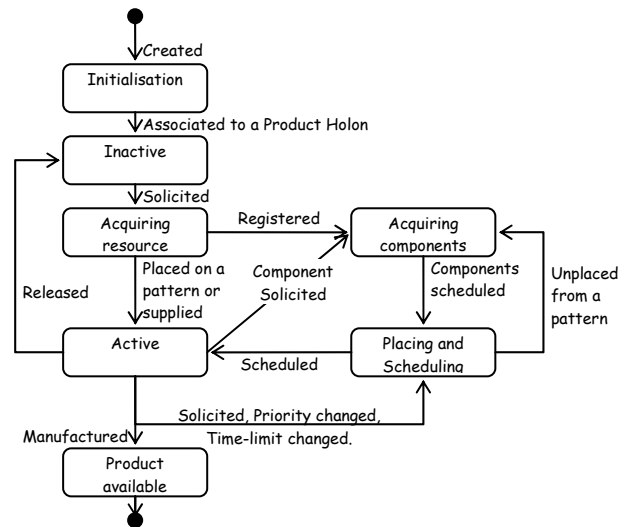 Created
Initialisation
Associated to a Product Holon
Inactive
Solicited
Acquiring
resource
Registered
Acquiring
components
Placed on a
pattern or
supplied
Component
Solicited
Components
scheduled
Unplaced
from a
pattern
Released
Active
Scheduled
Placing and
Scheduling
Solicited, Priority changed,
Time-limit changed.
Manufactured
Product
available